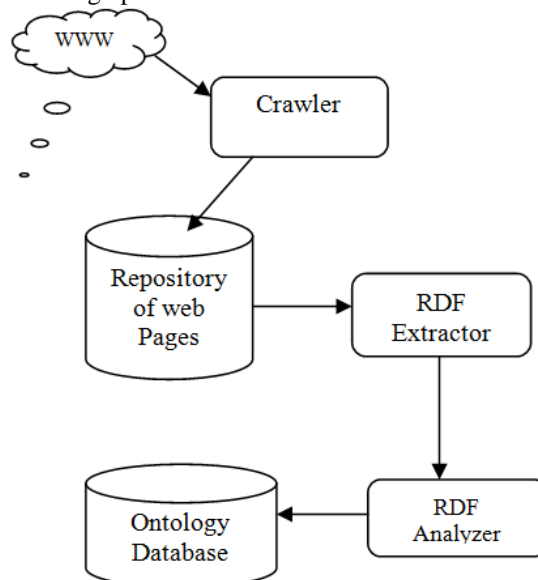 WWW
Crawler
Repository
of web
Pages
RDF
Extractor
RDF
Analyzer
Ontology
Database